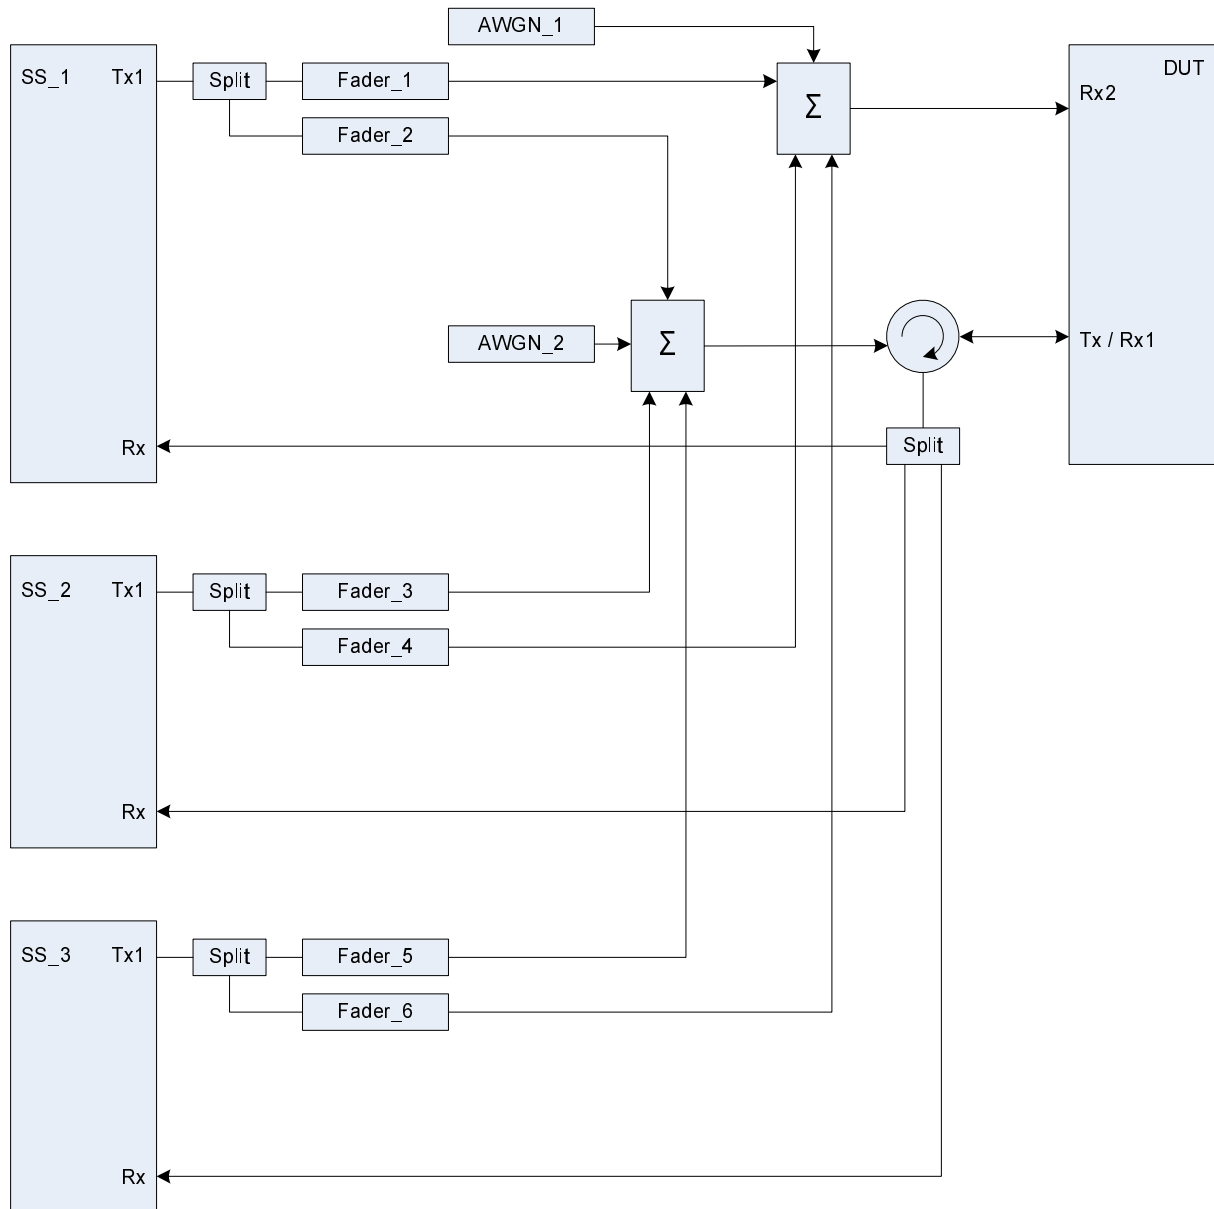 AWGN_1
SS_1 Tx1 Split Fader_1 Σ DUT
Rx2
Fader_2
AWGN_2 Σ Tx / Rx1
Rx Split
SS_2 Tx1 Split Fader_3
Fader_4
Rx
SS_3 Tx1 Split Fader_5
Fader_6
Rx